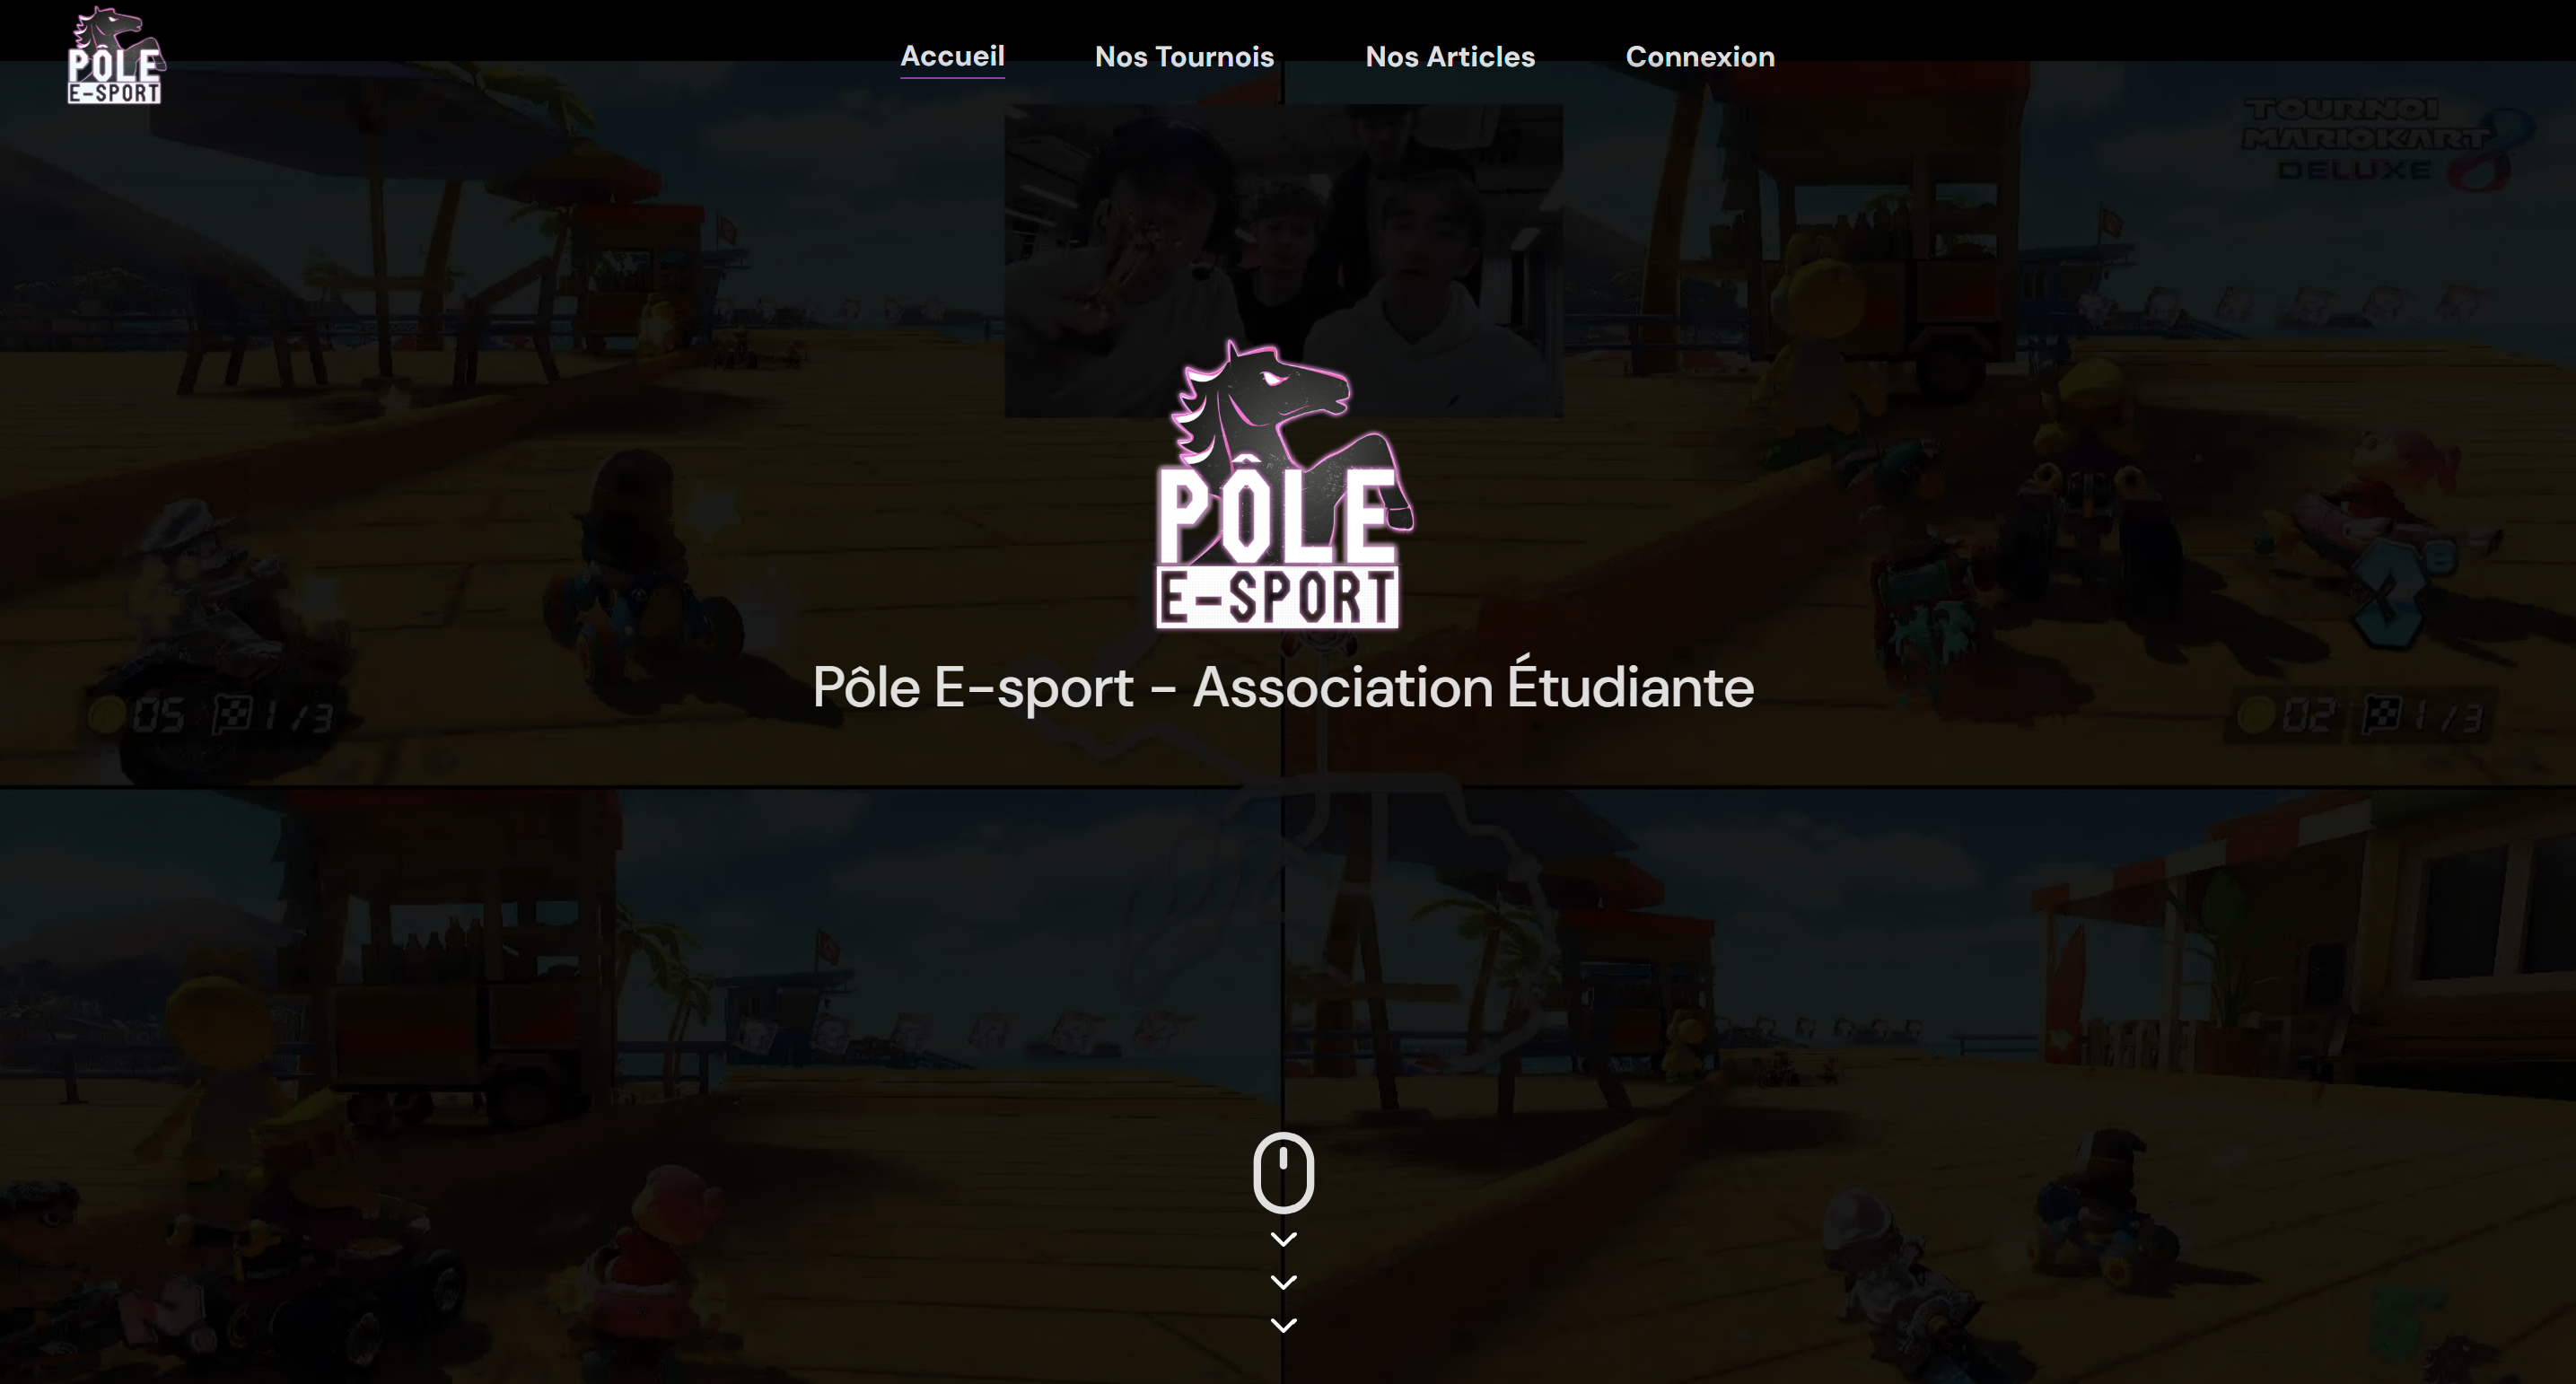 PÔLE
E-SPORT
Accueil
Nos Tournois
Nos Articles
Connexion
TOURNOI
MARIOKART
DELUXE 8
PÔLE
E-SPORT
Pôle E-sport - Association Étudiante
05 1/3
02 1/3